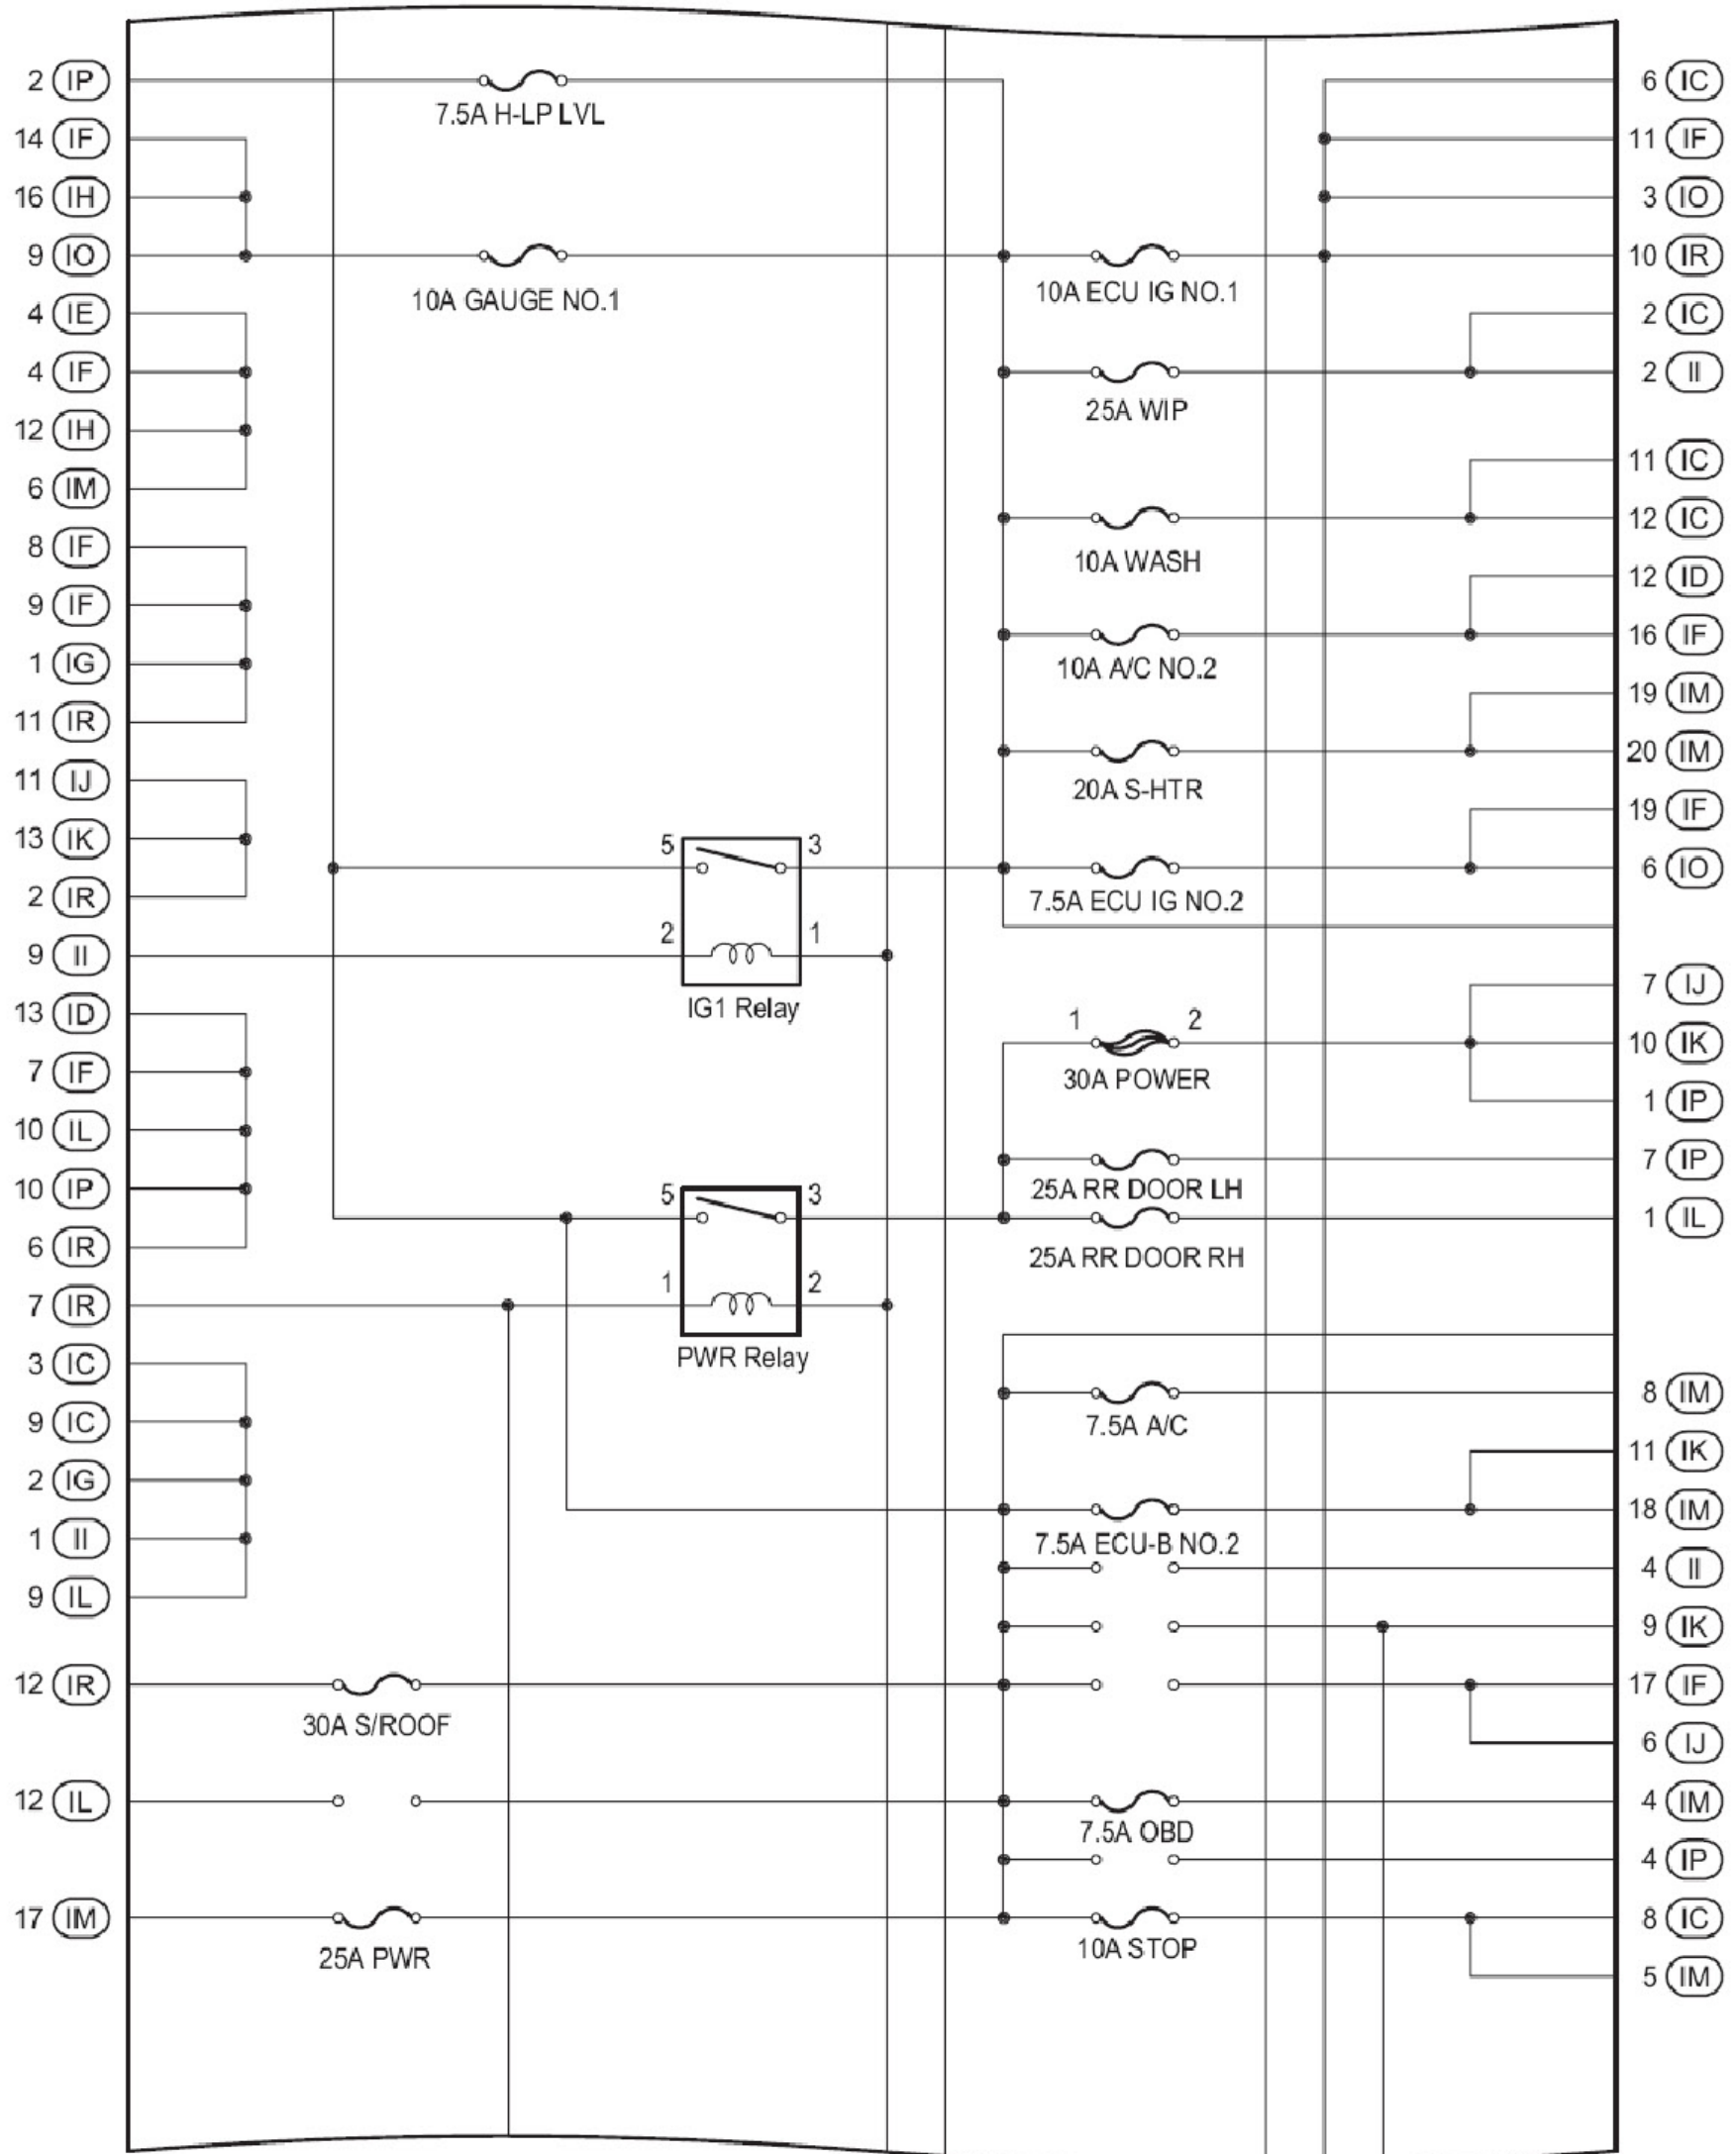 2 IP
7.5A H-LP LVL
6 IC
14 IF
11 IF
16 IH
3 IO
9 IO
10A GAUGE NO.1
10A ECU IG NO.1
10 IR
4 IE
2 IC
4 IF
25A WIP
2 II
12 IH
11 IC
6 IM
10A WASH
12 IC
8 IF
12 ID
9 IF
10A A/C NO.2
16 IF
1 IG
19 IM
11 IR
20A S-HTR
20 IM
11 IJ
19 IF
13 IK
5 3
2 IR
7.5A ECU IG NO.2
6 IO
9 II
2 1
IG1 Relay
7 IJ
13 ID
1 2
10 IK
7 IF
30A POWER
1 IP
10 IL
7 IP
10 IP
25A RR DOOR LH
5 3
1 IL
6 IR
25A RR DOOR RH
7 IR
1 2
PWR Relay
3 IC
8 IM
9 IC
7.5A A/C
11 IK
2 IG
18 IM
1 II
7.5A ECU-B NO.2
4 II
9 IL
9 IK
12 IR
30A S/ROOF
17 IF
6 IJ
12 IL
7.5A OBD
4 IM
4 IP
17 IM
25A PWR
10A STOP
8 IC
5 IM